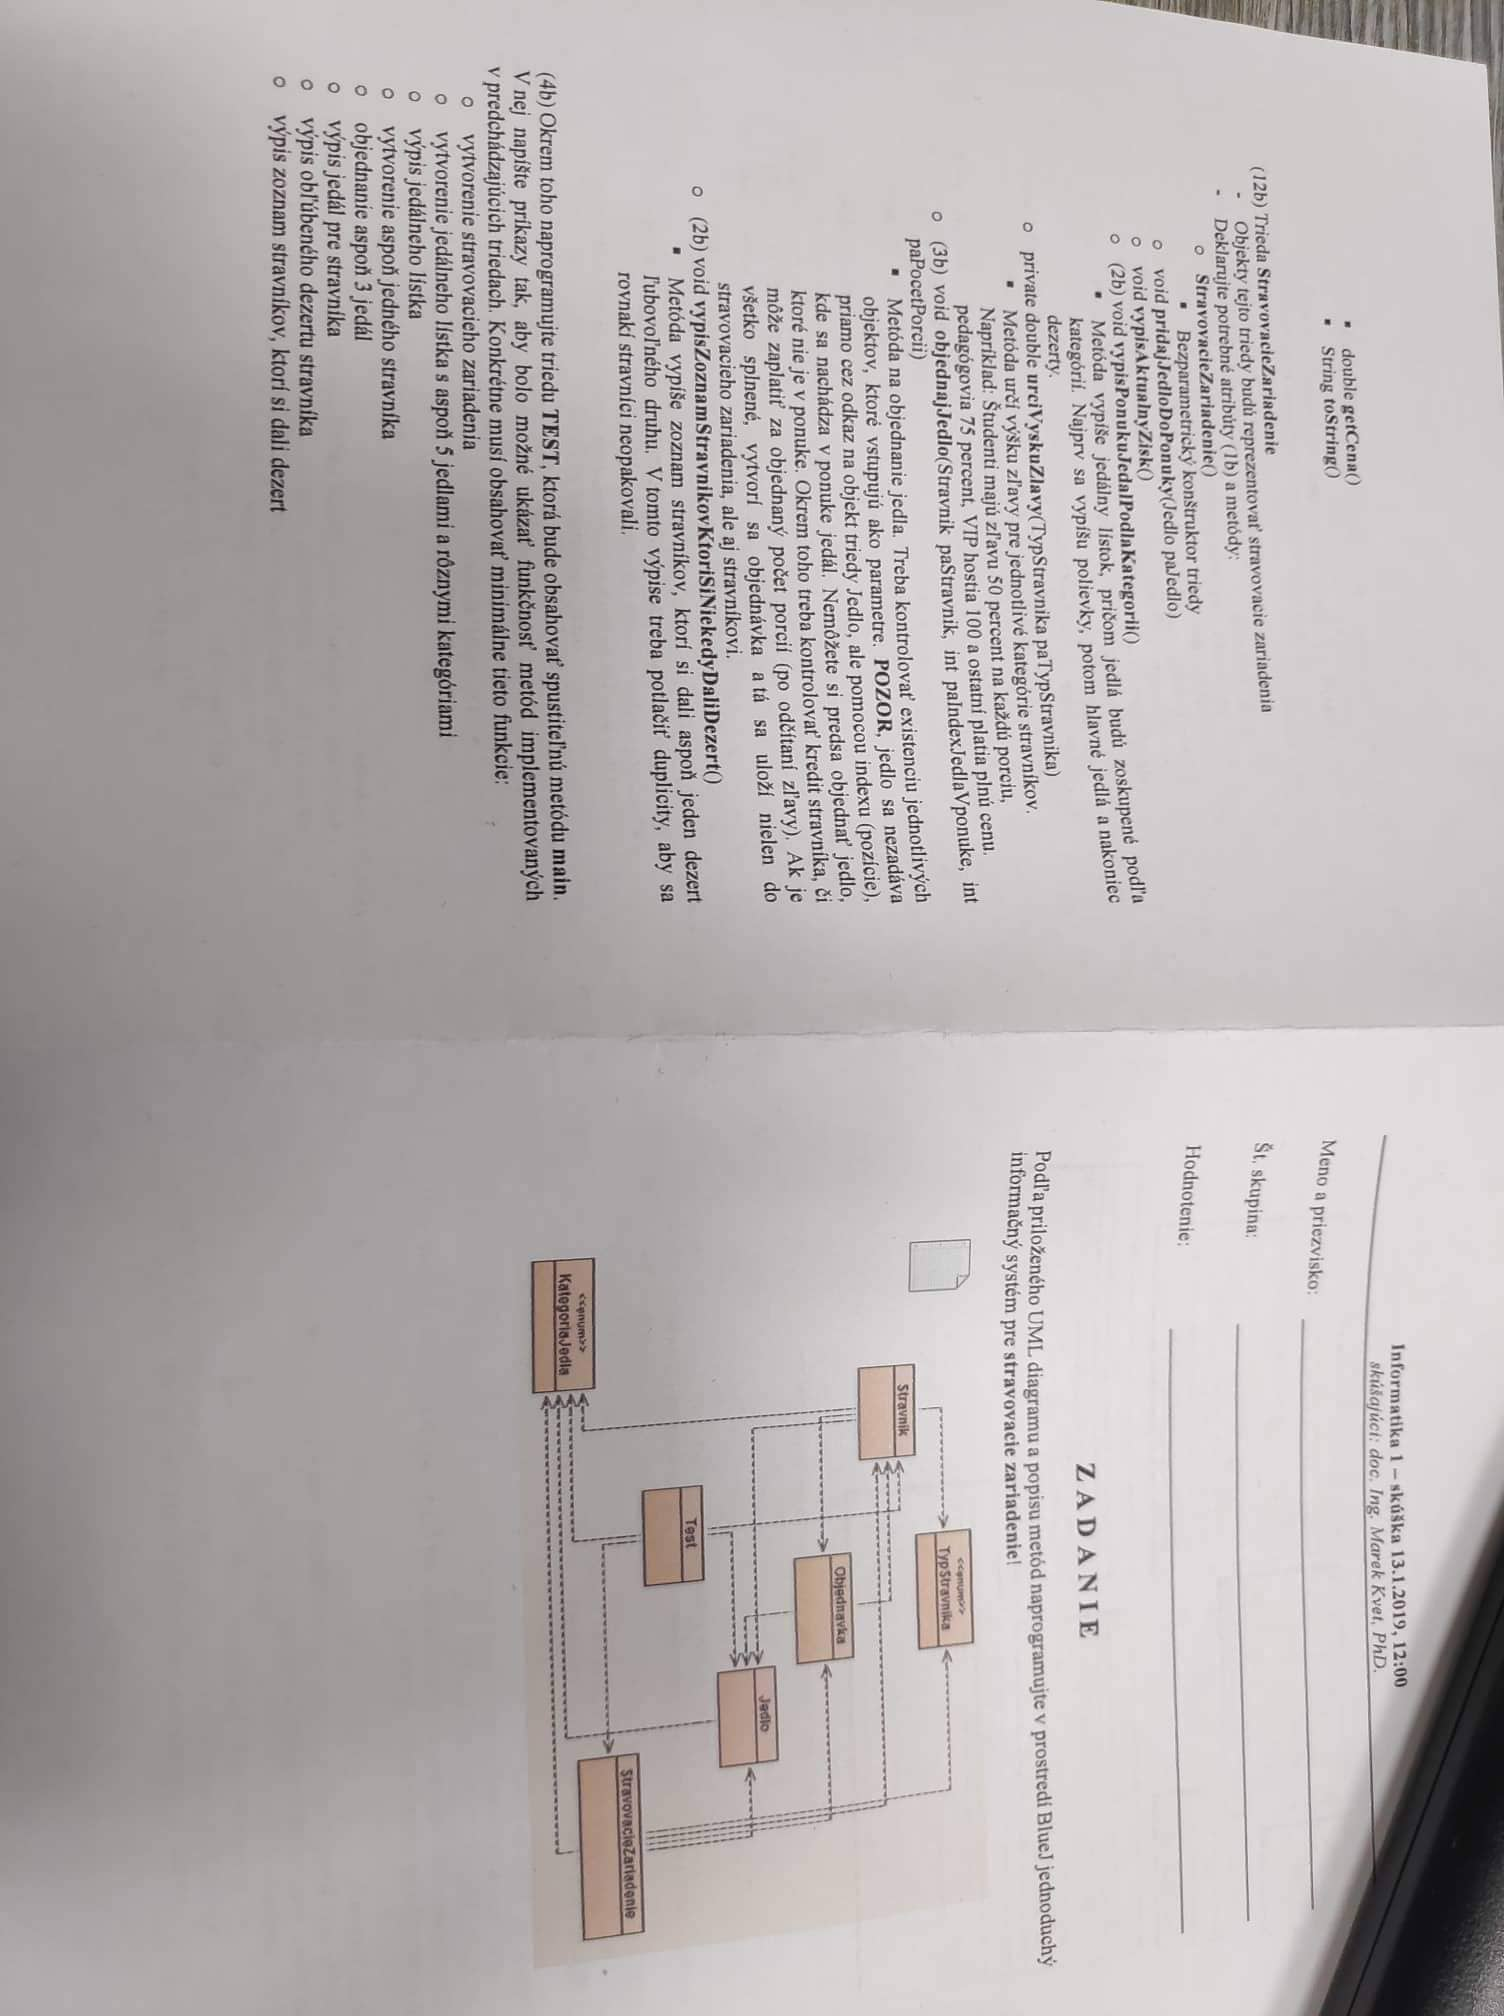 ▪ double getCena()
▪ String toString()
(12b) Trieda StravovacieZariadenie
- Objekty tejto triedy budú reprezentovať stravovacie zariadenia
- Deklarujte potrebné atribúty (1b) a metódy:
o StravovacieZariadenie()
▪ Bezparametrický konštruktor triedy
o void pridajJedloDoPonuky(Jedlo paJedlo)
o void vypisAktualnyZisk()
o (2b) void vypisPonukuJedalPodlaKategorii()
▪ Metóda vypíše jedálny lístok, pričom jedlá budú zoskupené podľa
kategórií. Najprv sa vypíšu polievky, potom hlavné jedlá a nakoniec
dezerty.
o private double urciVyskuZlavy(TypStravnika paTypStravnika)
▪ Metóda určí výšku zľavy pre jednotlivé kategórie stravníkov.
Napríklad: Študenti majú zľavu 50 percent na každú porciu,
pedagógovia 75 percent, VIP hostia 100 a ostatní platia plnú cenu.
o (3b) void objednajJedlo(Stravnik paStravnik, int paIndexJedlaVponuke, int
paPocetPorcii)
▪ Metóda na objednanie jedla. Treba kontrolovať existenciu jednotlivých
objektov, ktoré vstupujú ako parametre. POZOR, jedlo sa nezadáva
priamo cez odkaz na objekt triedy Jedlo, ale pomocou indexu (pozície),
kde sa nachádza v ponuke jedál. Nemôžete si predsa objednať jedlo,
ktoré nie je v ponuke. Okrem toho treba kontrolovať kredit stravníka, či
môže zaplatiť za objednaný počet porcií (po odčítaní zľavy). Ak je
všetko splnené, vytvorí sa objednávka a tá sa uloží nielen do
stravovacieho zariadenia, ale aj stravníkovi.
o (2b) void vypisZoznamStravnikovKtoriSiNiekedyDaliDezert()
▪ Metóda vypíše zoznam stravníkov, ktorí si dali aspoň jeden dezert
ľubovoľného druhu. V tomto výpise treba potlačiť duplicity, aby sa
rovnakí stravníci neopakovali.
(4b) Okrem toho naprogramujte triedu TEST, ktorá bude obsahovať spustiteľnú metódu main.
V nej napíšte príkazy tak, aby bolo možné ukázať funkčnosť metód implementovaných
v predchádzajúcich triedach. Konkrétne musí obsahovať minimálne tieto funkcie:
o vytvorenie stravovacieho zariadenia
o vytvorenie jedálneho lístka s aspoň 5 jedlami a rôznymi kategóriami
o výpis jedálneho lístka
o vytvorenie aspoň jedného stravníka
o objednanie aspoň 3 jedál
o výpis jedál pre stravníka
o výpis obľúbeného dezertu stravníka
o výpis zoznam stravníkov, ktorí si dali dezert
Informatika 1 – skúška 13.1.2019, 12:00
skúšajúci: doc. Ing. Marek Kvet, PhD.
Meno a priezvisko:
Št. skupina:
Hodnotenie:
Z A D A N I E
Podľa priloženého UML diagramu a popisu metód naprogramujte v prostredí BlueJ jednoduchý
informačný systém pre stravovacie zariadenie!
<<enum>>
TypStravnika
Stravnik
Objednavka
Test
Jedlo
<<enum>>
KategoriaJedla
StravovacieZariadenie